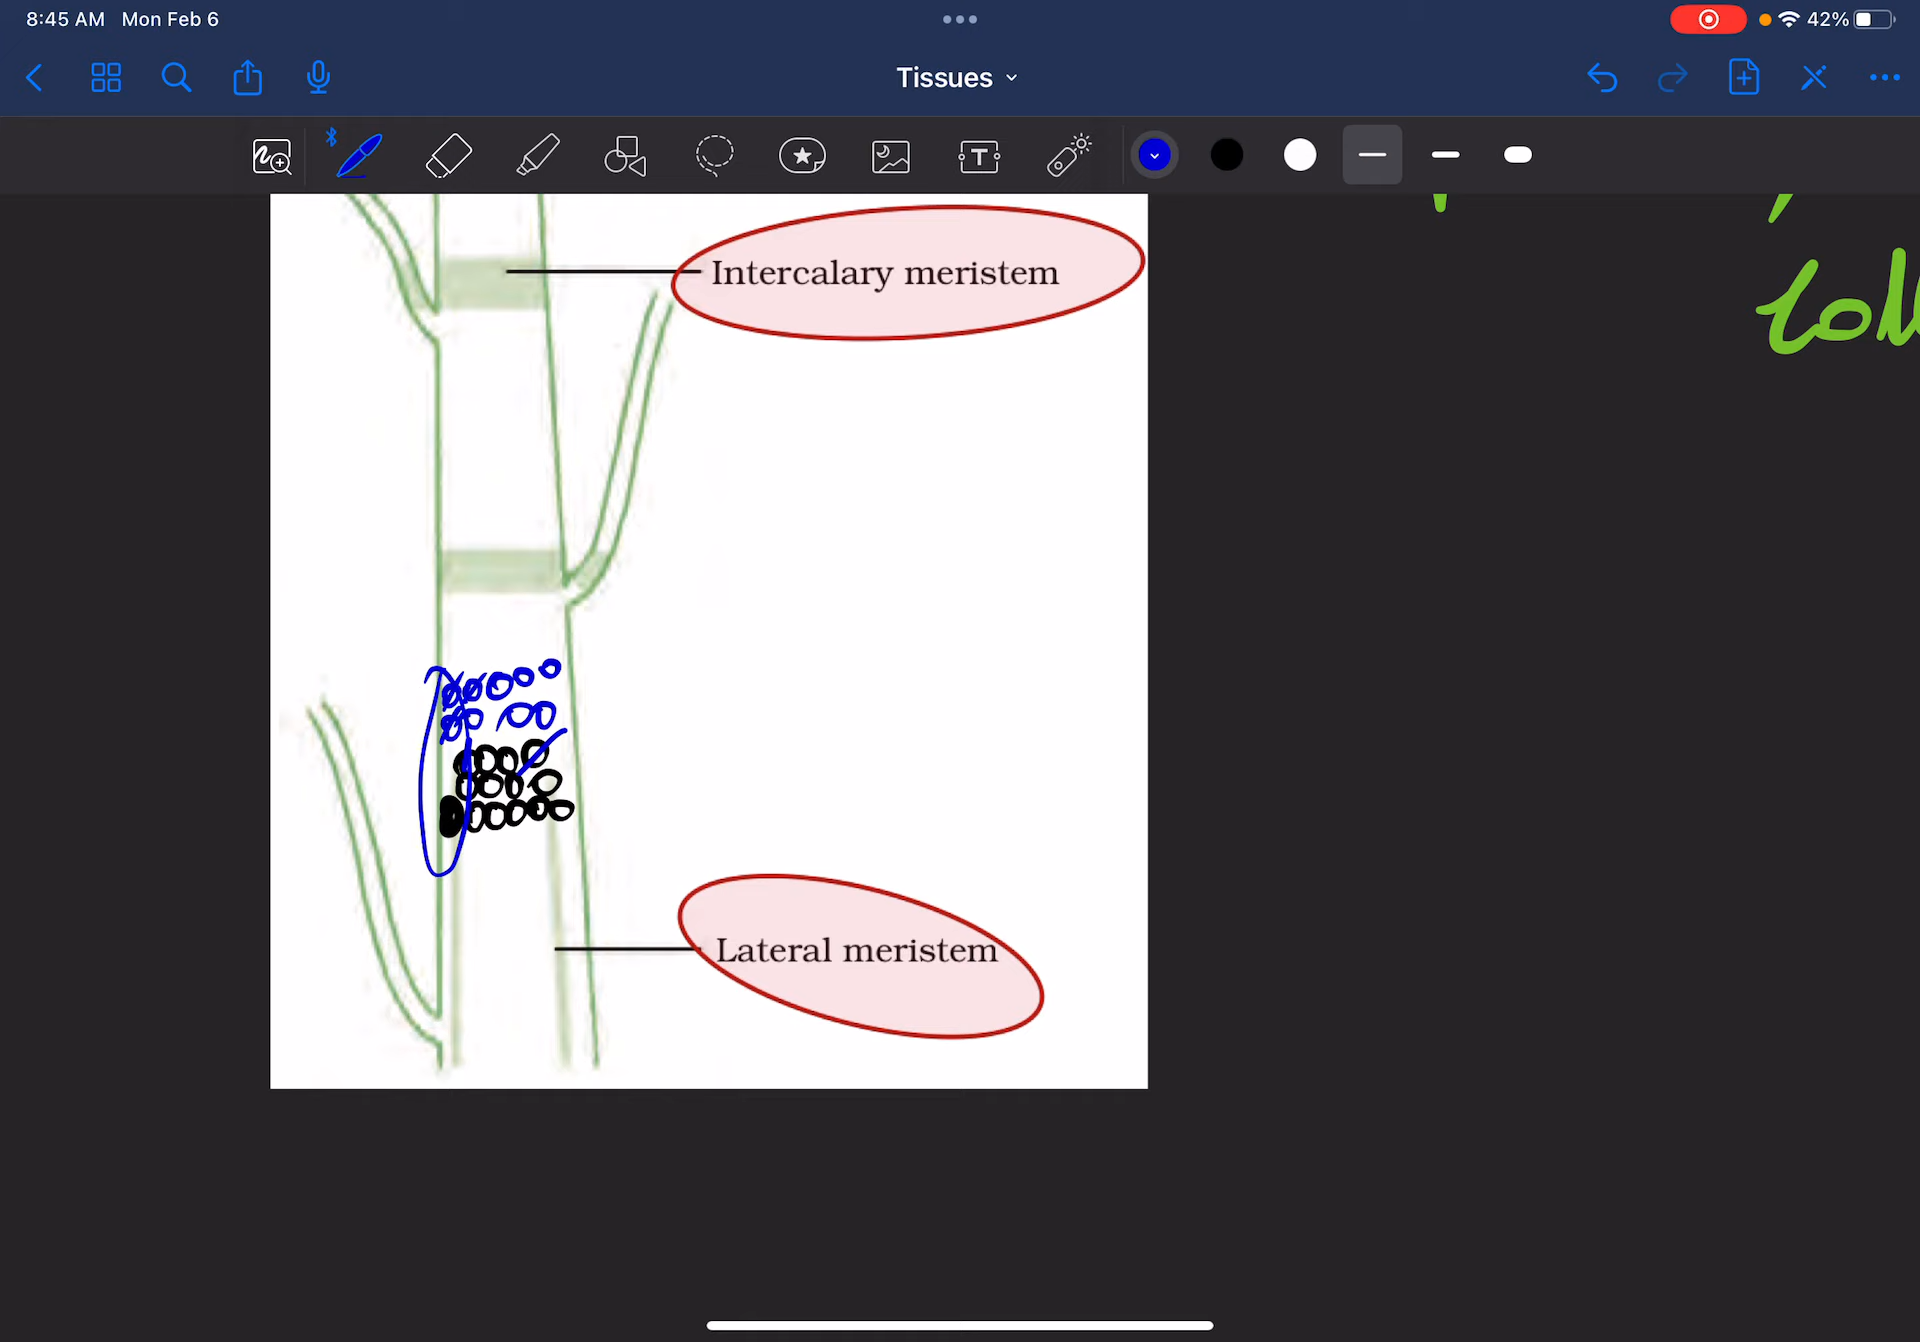 8:45 AM Mon Feb 6
42%
Tissues
T
Intercalary meristem
Lateral meristem